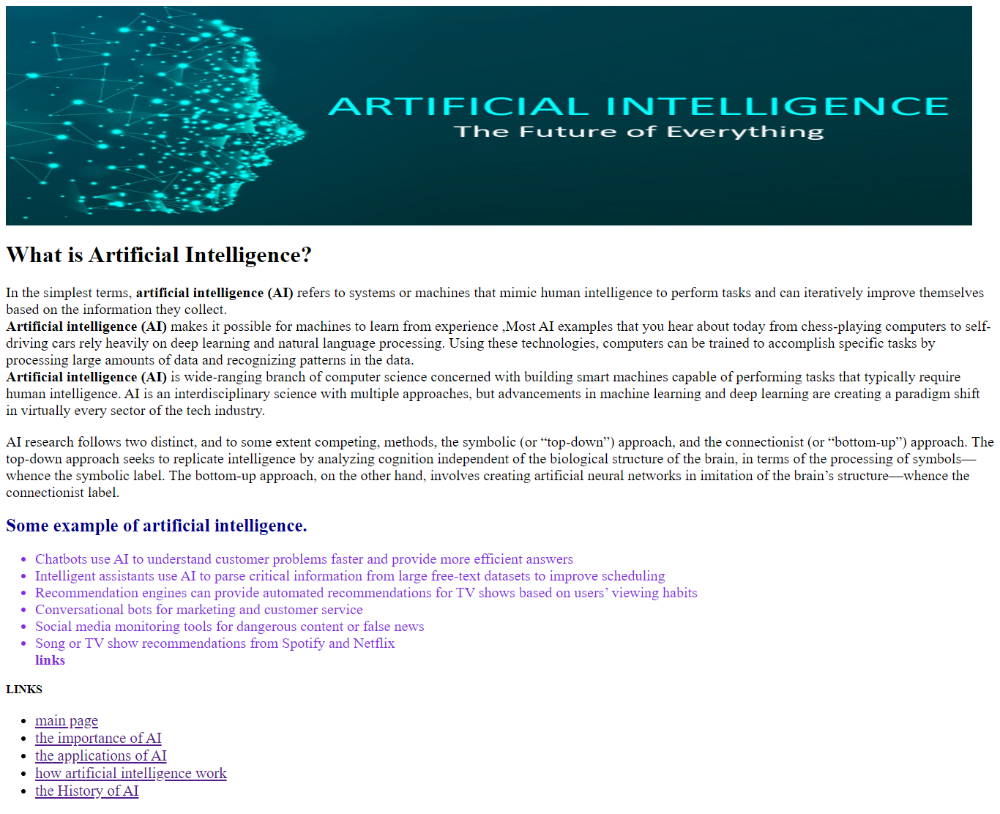 ARTIFICIAL INTELLIGENCE
The Future of Everything
What is Artificial Intelligence?
In the simplest terms, artificial intelligence (AI) refers to systems or machines that mimic human intelligence to perform tasks and can iteratively improve themselves
based on the information they collect.
Artificial intelligence (AI) makes it possible for machines to learn from experience ,Most AI examples that you hear about today from chess-playing computers to self-
driving cars rely heavily on deep learning and natural language processing. Using these technologies, computers can be trained to accomplish specific tasks by
processing large amounts of data and recognizing patterns in the data.
Artificial intelligence (AI) is wide-ranging branch of computer science concerned with building smart machines capable of performing tasks that typically require
human intelligence. AI is an interdisciplinary science with multiple approaches, but advancements in machine learning and deep learning are creating a paradigm shift
in virtually every sector of the tech industry.
AI research follows two distinct, and to some extent competing, methods, the symbolic (or “top-down”) approach, and the connectionist (or “bottom-up”) approach. The
top-down approach seeks to replicate intelligence by analyzing cognition independent of the biological structure of the brain, in terms of the processing of symbols—
whence the symbolic label. The bottom-up approach, on the other hand, involves creating artificial neural networks in imitation of the brain’s structure—whence the
connectionist label.
Some example of artificial intelligence.
• Chatbots use AI to understand customer problems faster and provide more efficient answers
• Intelligent assistants use AI to parse critical information from large free-text datasets to improve scheduling
• Recommendation engines can provide automated recommendations for TV shows based on users’ viewing habits
• Conversational bots for marketing and customer service
• Social media monitoring tools for dangerous content or false news
• Song or TV show recommendations from Spotify and Netflix
links
LINKS
• main page
• the importance of AI
• the applications of AI
• how artificial intelligence work
• the History of AI